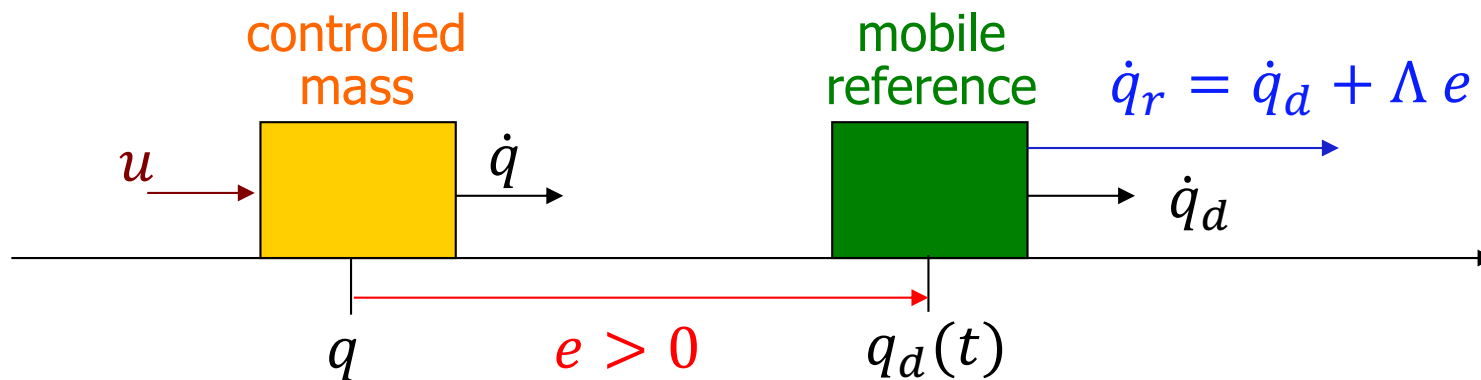 controlled
mass
mobile
reference
q̇_r = q̇_d + Λ e
u
q̇
q̇_d
q
e > 0
q_d(t)